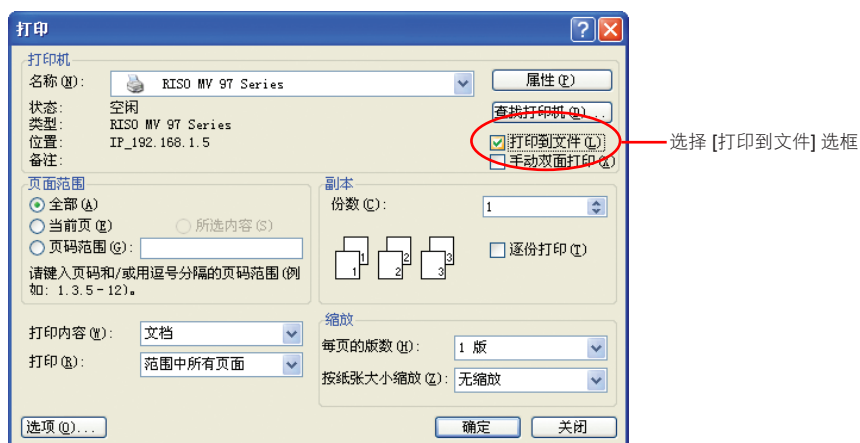 打印
打印机
名称(N): RISO MV 97 Series 属性(P)
状态: 空闲 查找打印机(D)...
类型: RISO MV 97 Series
位置: IP_192.168.1.5 打印到文件(L) 选择 [打印到文件] 选框
备注: 手动双面打印(X)
页面范围
全部(A)
当前页(E) 所选内容(S)
页码范围(G):
请键入页码和/或用逗号分隔的页码范围(例
如: 1.3.5-12)。
副本
份数(C): 1
1 1 2 2 3 3
逐份打印(T)
打印内容(W): 文档
打印(R): 范围中所有页面
缩放
每页的版数(H): 1 版
按纸张大小缩放(Z): 无缩放
选项(O)... 确定 关闭